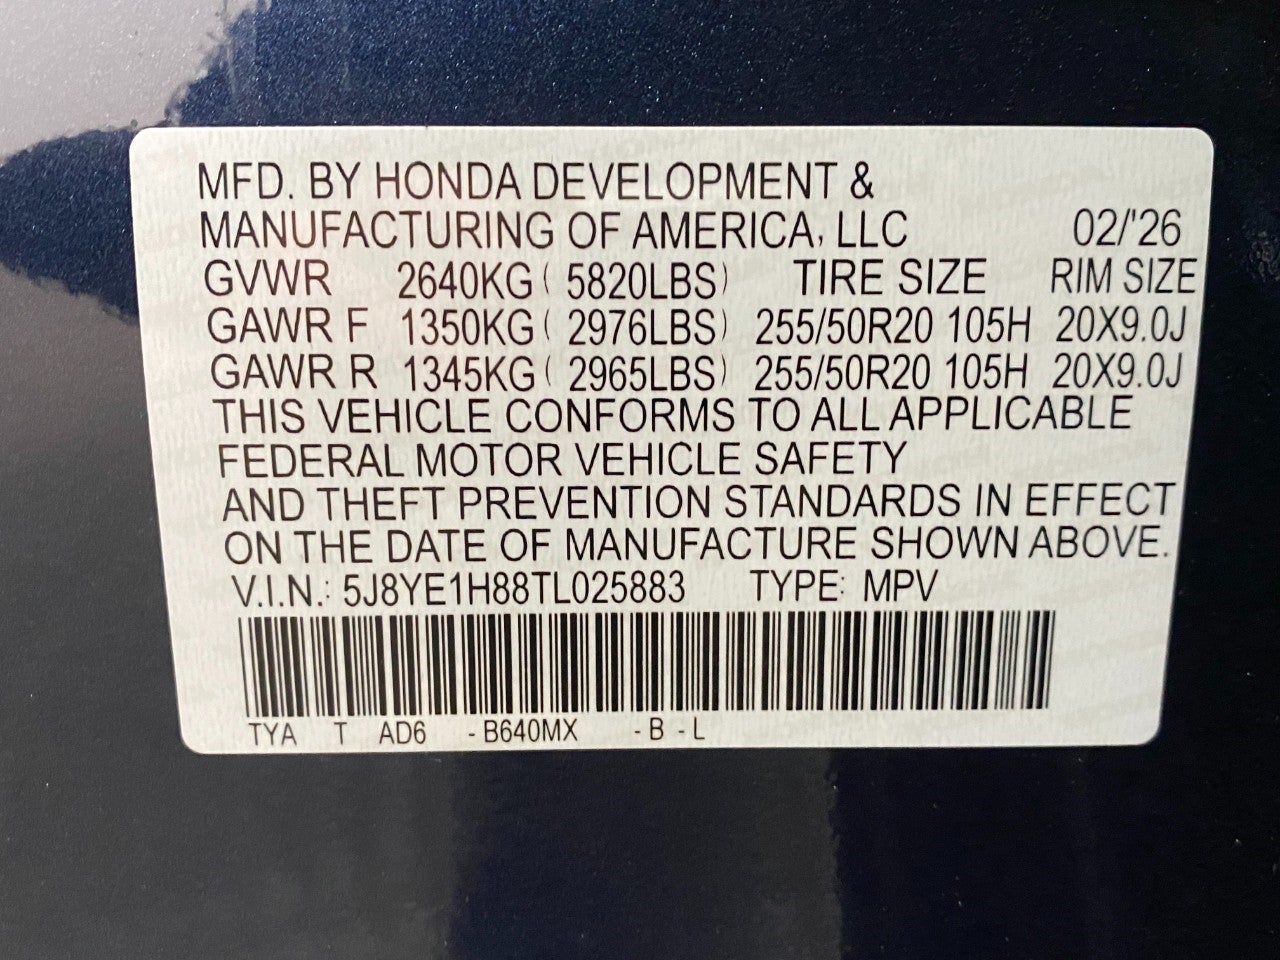 MFD. BY HONDA DEVELOPMENT &
MANUFACTURING OF AMERICA, LLC 02/'26
GVWR 2640KG ( 5820LBS) TIRE SIZE RIM SIZE
GAWR F 1350KG ( 2976LBS) 255/50R20 105H 20X9.0J
GAWR R 1345KG ( 2965LBS) 255/50R20 105H 20X9.0J
THIS VEHICLE CONFORMS TO ALL APPLICABLE
FEDERAL MOTOR VEHICLE SAFETY
AND THEFT PREVENTION STANDARDS IN EFFECT
ON THE DATE OF MANUFACTURE SHOWN ABOVE.
V.I.N.: 5J8YE1H88TL025883 TYPE: MPV
TYA T AD6 - B640MX - B - L